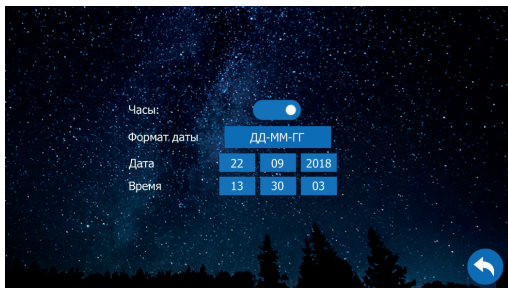 Часы:
Формат даты ДД-ММ-ГГ
Дата 22 09 2018
Время 13 30 03